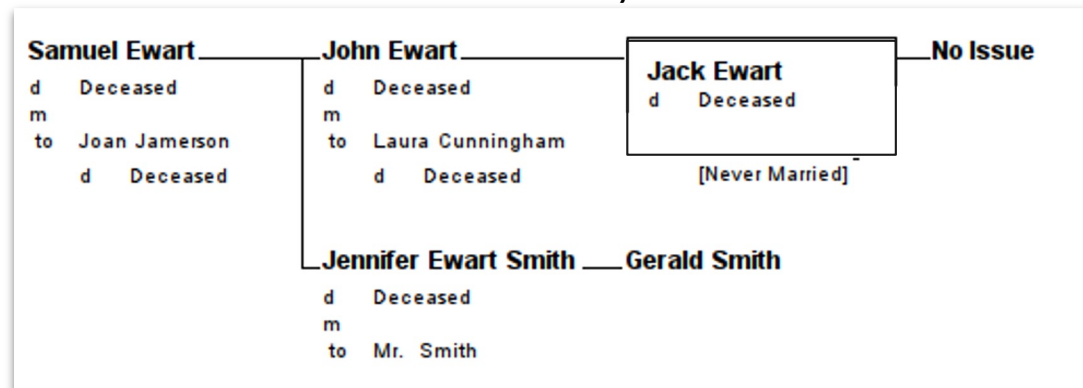 Samuel Ewart John Ewart Jack Ewart No Issue
d Deceased d Deceased d Deceased
m m
to Joan Jamerson to Laura Cunningham
d Deceased d Deceased [Never Married]
Jennifer Ewart Smith Gerald Smith
d Deceased
m
to Mr. Smith